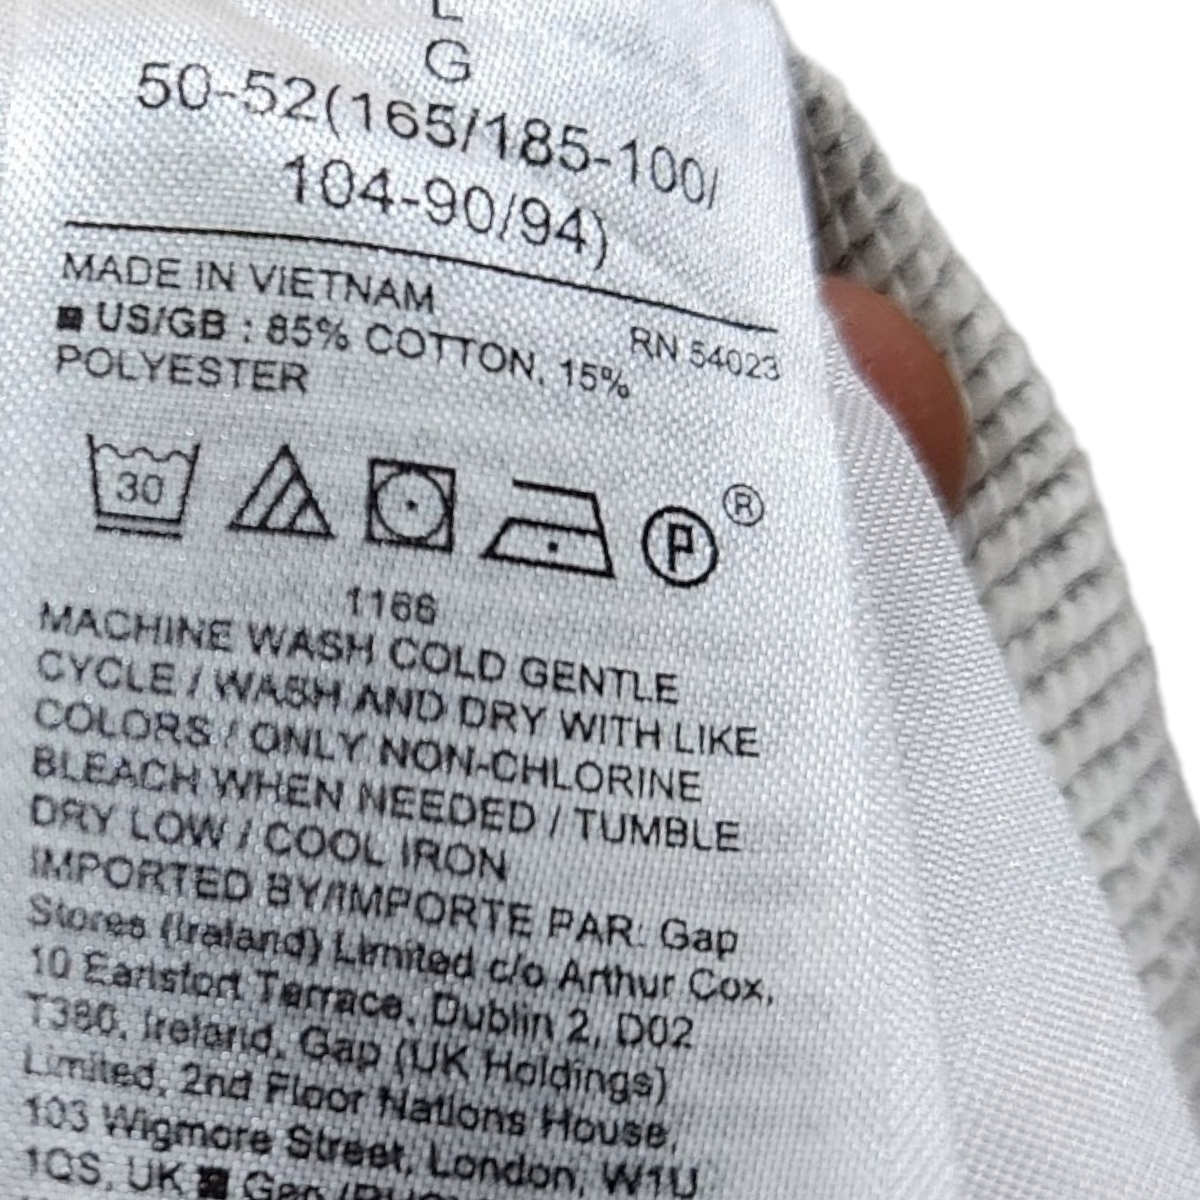 L
G
50-52(165/185-100/
104-90/94)
MADE IN VIETNAM
RN 54023
US/GB : 85% COTTON, 15%
POLYESTER
30
P ®
1166
MACHINE WASH COLD GENTLE
CYCLE / WASH AND DRY WITH LIKE
COLORS / ONLY NON-CHLORINE
BLEACH WHEN NEEDED / TUMBLE
DRY LOW / COOL IRON
IMPORTED BY/IMPORTE PAR: Gap
Stores (Ireland) Limited c/o Arthur Cox,
10 Earlsfort Terrace, Dublin 2, D02
T380, Ireland, Gap (UK Holdings)
Limited, 2nd Floor Nations House,
103 Wigmore Street, London, W1U
1QS, UK Gap